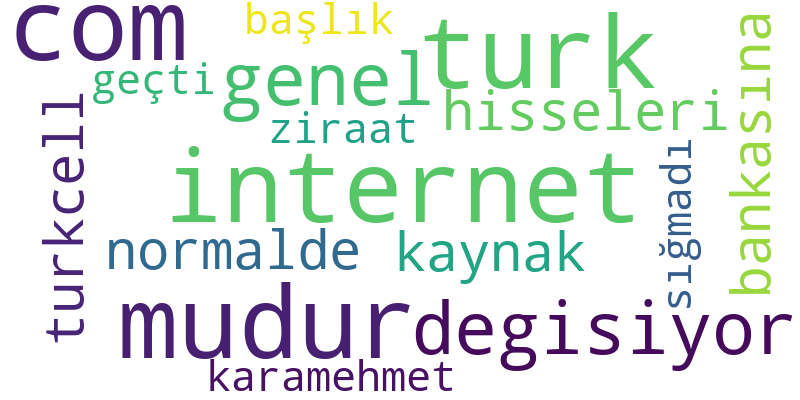 com
başlık
turk
geçti
genel
hisseleri
bankasına
turkcell
ziraat
internet
sığmadı
normalde
kaynak
mudur
degisiyor
karamehmet